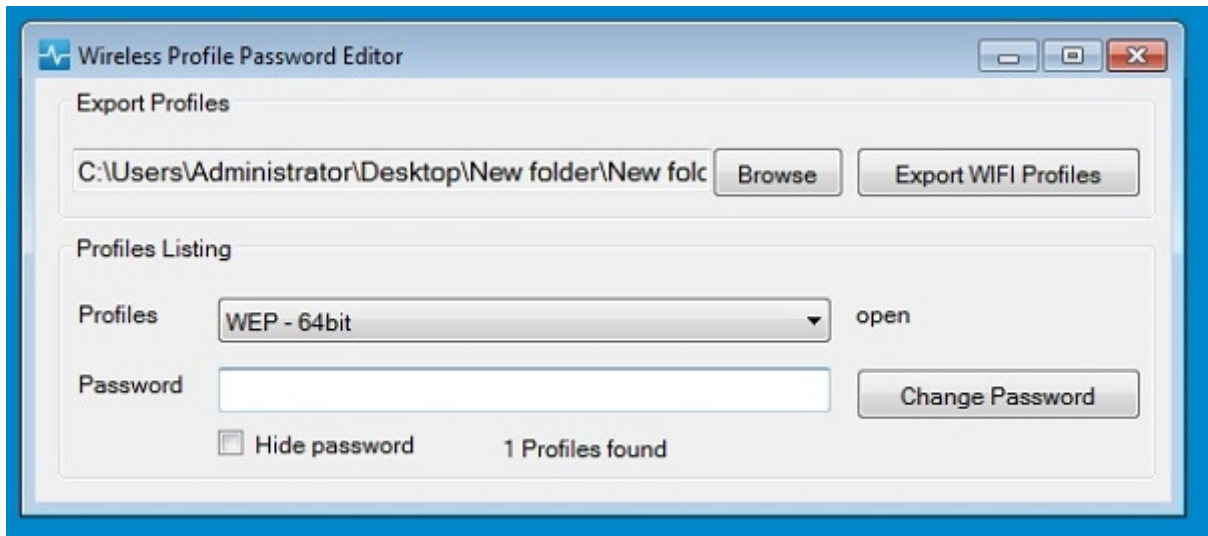 Wireless Profile Password Editor
Export Profiles
C:\Users\Administrator\Desktop\New folder\New folc Browse Export WIFI Profiles
Profiles Listing
Profiles WEP - 64bit open
Password Change Password
Hide password 1 Profiles found